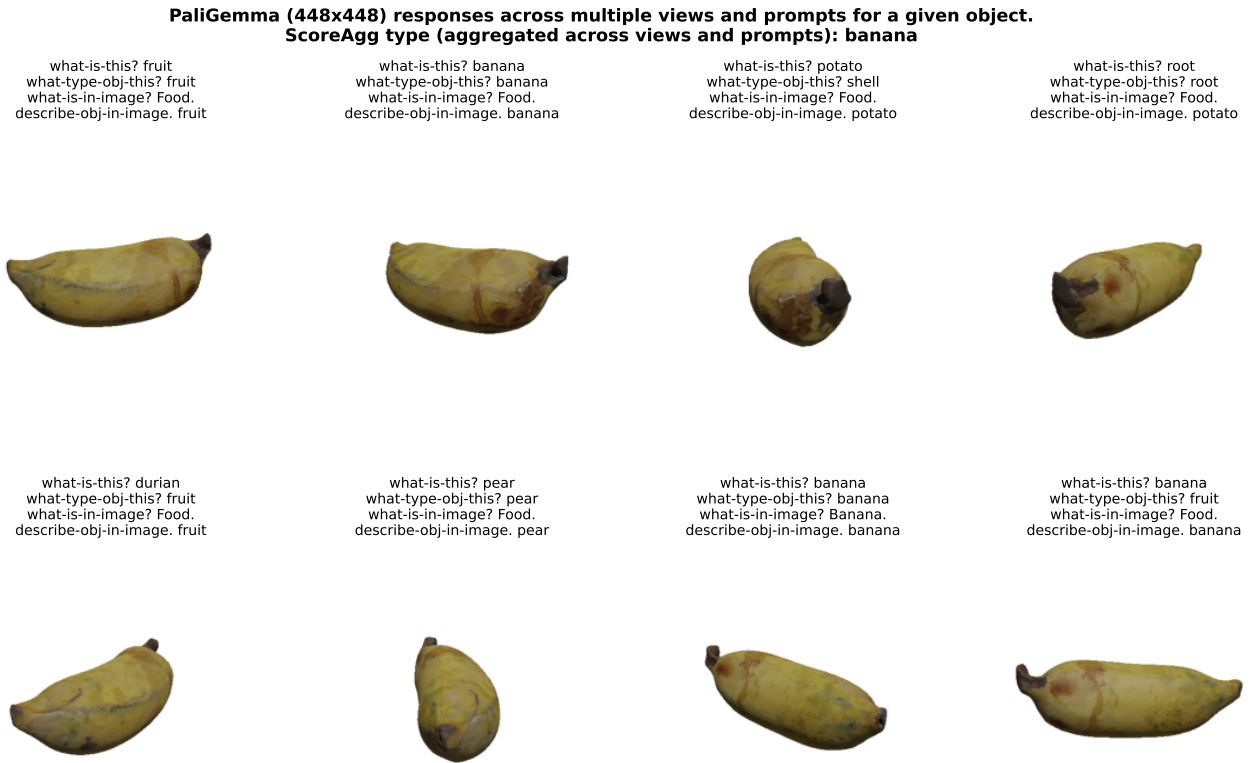 PaliGemma (448x448) responses across multiple views and prompts for a given object.
ScoreAgg type (aggregated across views and prompts): banana
what-is-this? fruit
what-type-obj-this? fruit
what-is-in-image? Food.
describe-obj-in-image. fruit
what-is-this? banana
what-type-obj-this? banana
what-is-in-image? Food.
describe-obj-in-image. banana
what-is-this? potato
what-type-obj-this? shell
what-is-in-image? Food.
describe-obj-in-image. potato
what-is-this? root
what-type-obj-this? root
what-is-in-image? Food.
describe-obj-in-image. potato
what-is-this? durian
what-type-obj-this? fruit
what-is-in-image? Food.
describe-obj-in-image. fruit
what-is-this? pear
what-type-obj-this? pear
what-is-in-image? Food.
describe-obj-in-image. pear
what-is-this? banana
what-type-obj-this? banana
what-is-in-image? Banana.
describe-obj-in-image. banana
what-is-this? banana
what-type-obj-this? fruit
what-is-in-image? Food.
describe-obj-in-image. banana